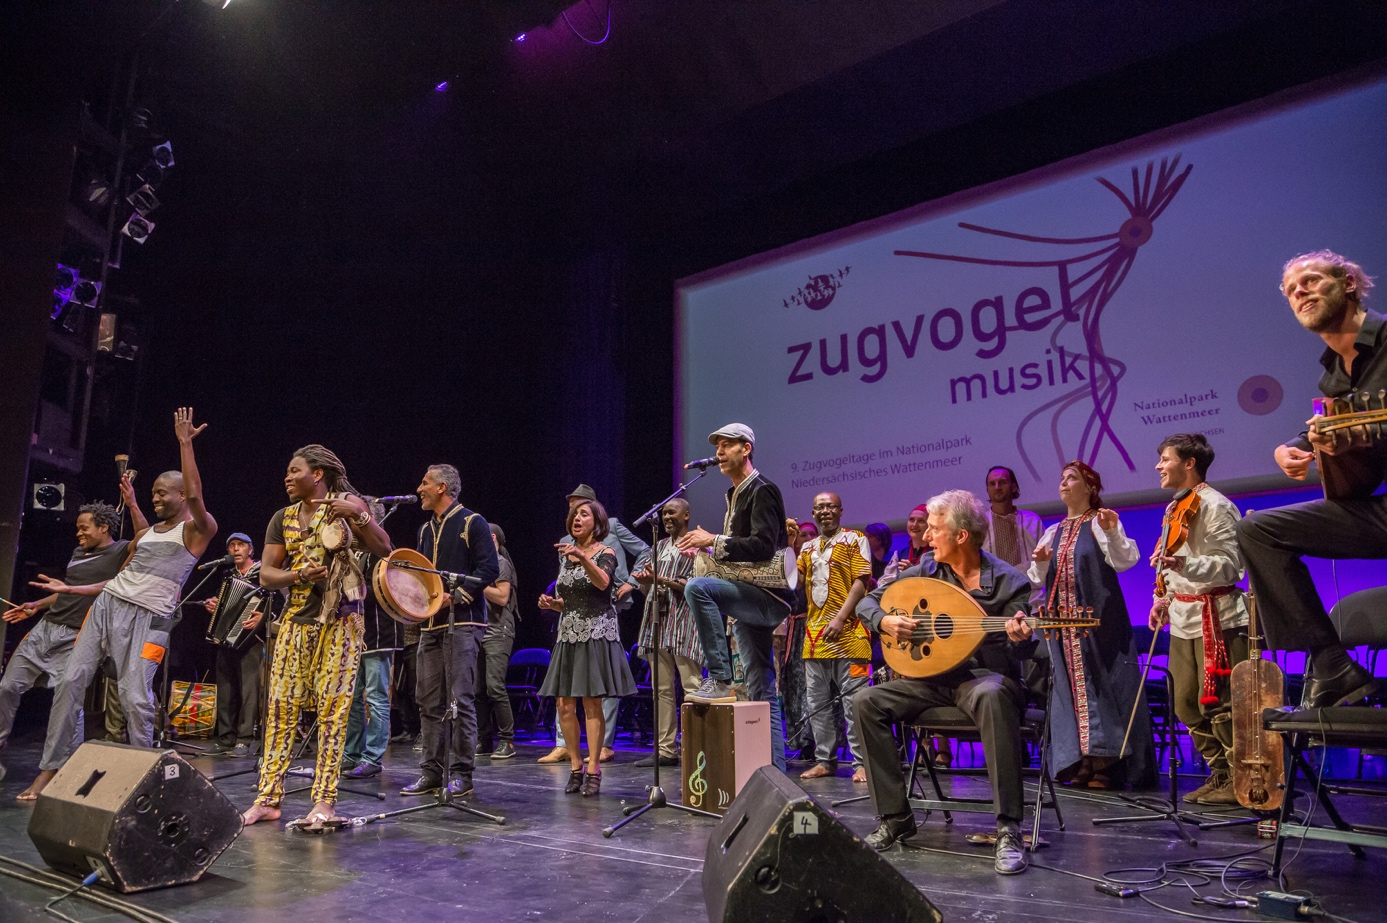 zugvogel
musik
9. Zugvogeltage im Nationalpark
Niedersächsisches Wattenmeer
Nationalpark
Wattenmeer
3
4